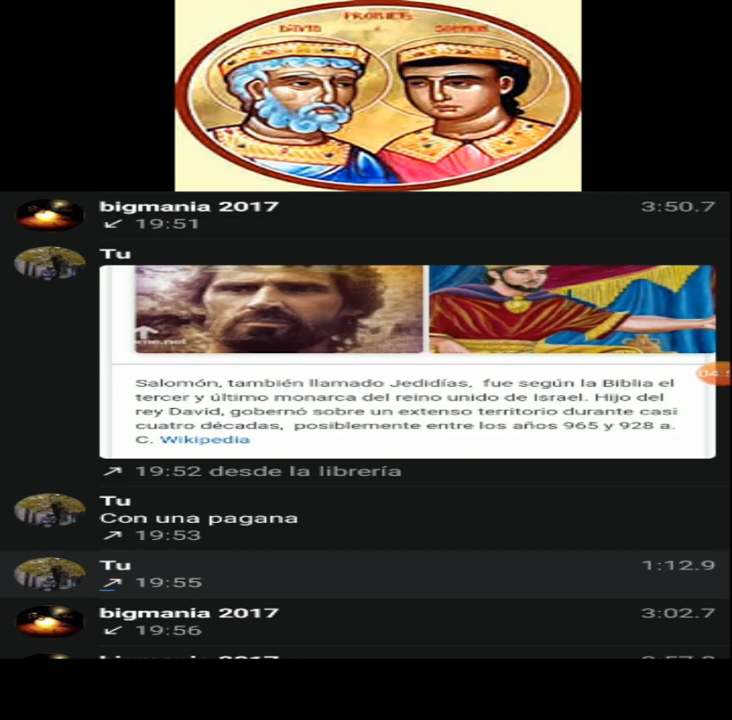 PROPHETS
DAVID
bigmania 2017
3:50.7
↙ 19:51
Tu
Salomón, también llamado Jedidías, fue según la Biblia el
tercer y último monarca del reino unido de Israel. Hijo del
rey David, gobernó sobre un extenso territorio durante casi
cuatro décadas, posiblemente entre los años 965 y 928 a.
C. Wikipedia
↗ 19:52 desde la librería
Tu
Con una pagana
↗ 19:53
Tu
1:12.9
↗ 19:55
bigmania 2017
3:02.7
↙ 19:56